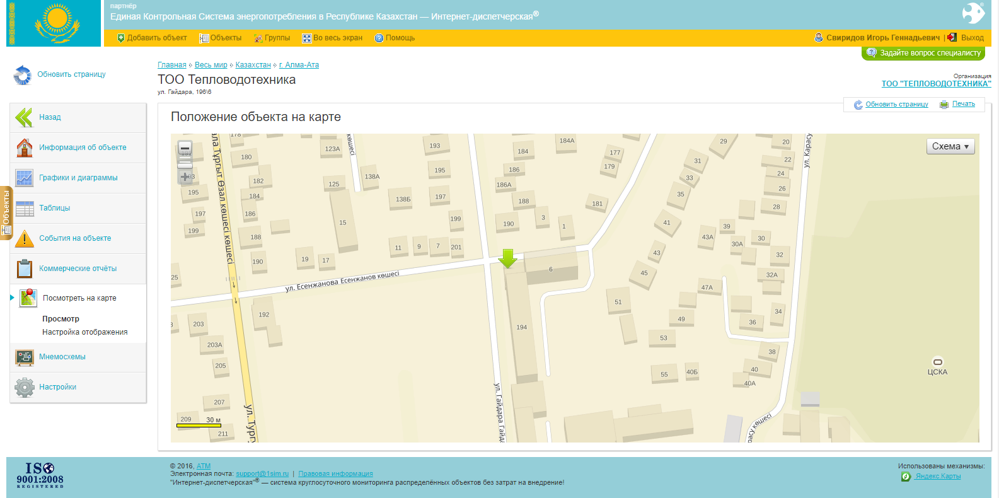 партнёр
Единая Контрольная Система энергопотребления в Республике Казахстан — Интернет-диспетчерская®
Добавить объект Объекты Группы Во весь экран Помощь
Свиридов Игорь Геннадьевич | Выход
Задайте вопрос специалисту
Обновить страницу
Главная Весь мир Казахстан г. Алма-Ата
ТОО Тепловодотехника
ул. Гайдара, 196\6
Организация
ТОО "ТЕПЛОВОДОТЕХНИКА"
Обновить страницу Печать
Назад
Информация об объекте
Графики и диаграммы
Таблицы
События на объекте
Коммерческие отчёты
Посмотреть на карте
Просмотр
Настройка отображения
Мнемосхемы
Настройки
Объекты
Положение объекта на карте
Схема
178
180
182
184
186
188
190
192
193
195
197
199
123А
125
15
138А
138Б
193
195
197
199
201
11
9
7
19
17
184А
184
186
186А
188
190
3
1
177
179
181
6
194
29
31
33
35
41
43
45
43А
39
30А
30
32
32А
47А
20
22
24
26
28
34
36
38
40
40А
40Б
49
51
53
55
25
203
203А
205
207
209
211
көшесі
ала Тұрғыт Өзал көшесі көшесі
ул. Есенжанова Есенжанов көшесі
ул. Гайдара Гайда
ул. Карасу
расу көшесі
ул. Тургу
ЦСКА
30 м
ISO
9001:2008
REGISTERED
© 2016, АТМ
Электронная почта: support@1sim.ru | Правовая информация
"Интернет-диспетчерская"® — система круглосуточного мониторинга распределённых объектов без затрат на внедрение!
Использованы механизмы:
Яндекс.Карты